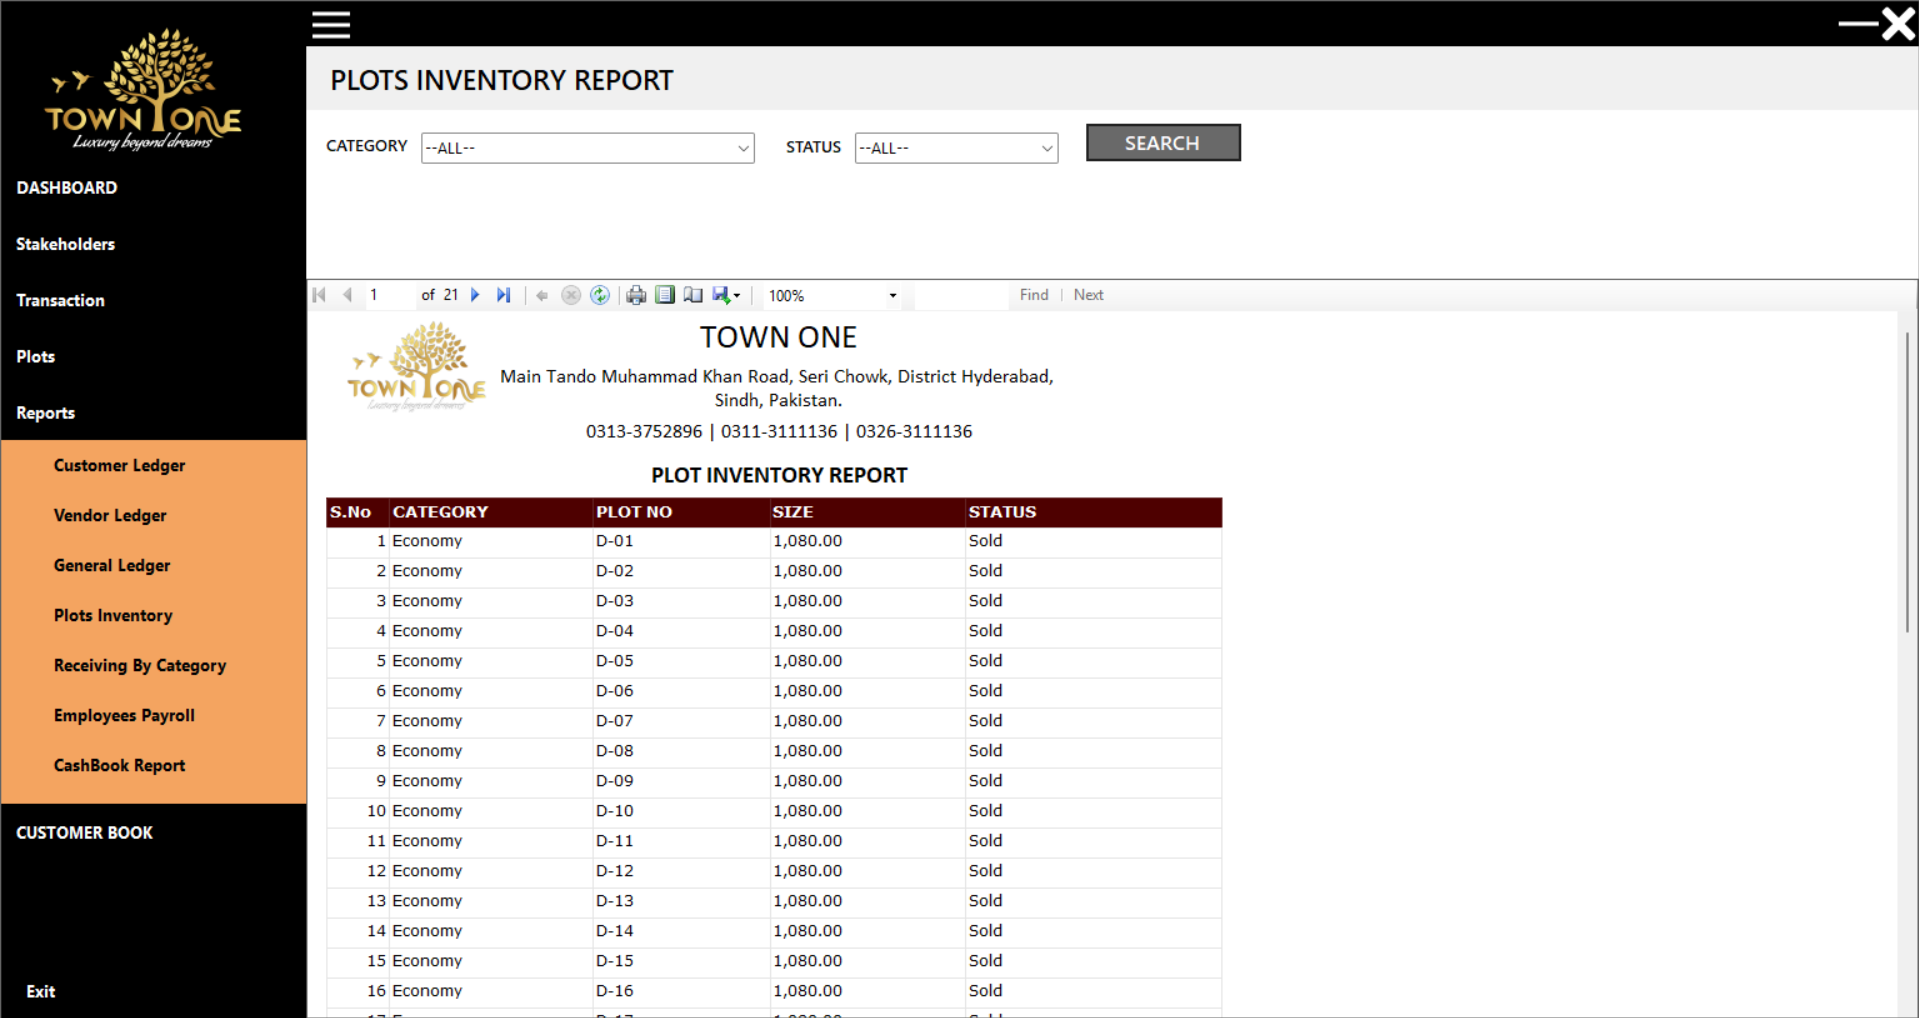 TOWN ONE
Luxury beyond dreams
DASHBOARD
Stakeholders
Transaction
Plots
Reports
Customer Ledger
Vendor Ledger
General Ledger
Plots Inventory
Receiving By Category
Employees Payroll
CashBook Report
CUSTOMER BOOK
Exit
PLOTS INVENTORY REPORT
CATEGORY --ALL-- STATUS --ALL-- SEARCH
1 of 21 100% Find | Next
TOWN ONE
Luxury beyond dreams
TOWN ONE
Main Tando Muhammad Khan Road, Seri Chowk, District Hyderabad,
Sindh, Pakistan.
0313-3752896 | 0311-3111136 | 0326-3111136
PLOT INVENTORY REPORT
S.No CATEGORY PLOT NO SIZE STATUS
1 Economy D-01 1,080.00 Sold
2 Economy D-02 1,080.00 Sold
3 Economy D-03 1,080.00 Sold
4 Economy D-04 1,080.00 Sold
5 Economy D-05 1,080.00 Sold
6 Economy D-06 1,080.00 Sold
7 Economy D-07 1,080.00 Sold
8 Economy D-08 1,080.00 Sold
9 Economy D-09 1,080.00 Sold
10 Economy D-10 1,080.00 Sold
11 Economy D-11 1,080.00 Sold
12 Economy D-12 1,080.00 Sold
13 Economy D-13 1,080.00 Sold
14 Economy D-14 1,080.00 Sold
15 Economy D-15 1,080.00 Sold
16 Economy D-16 1,080.00 Sold